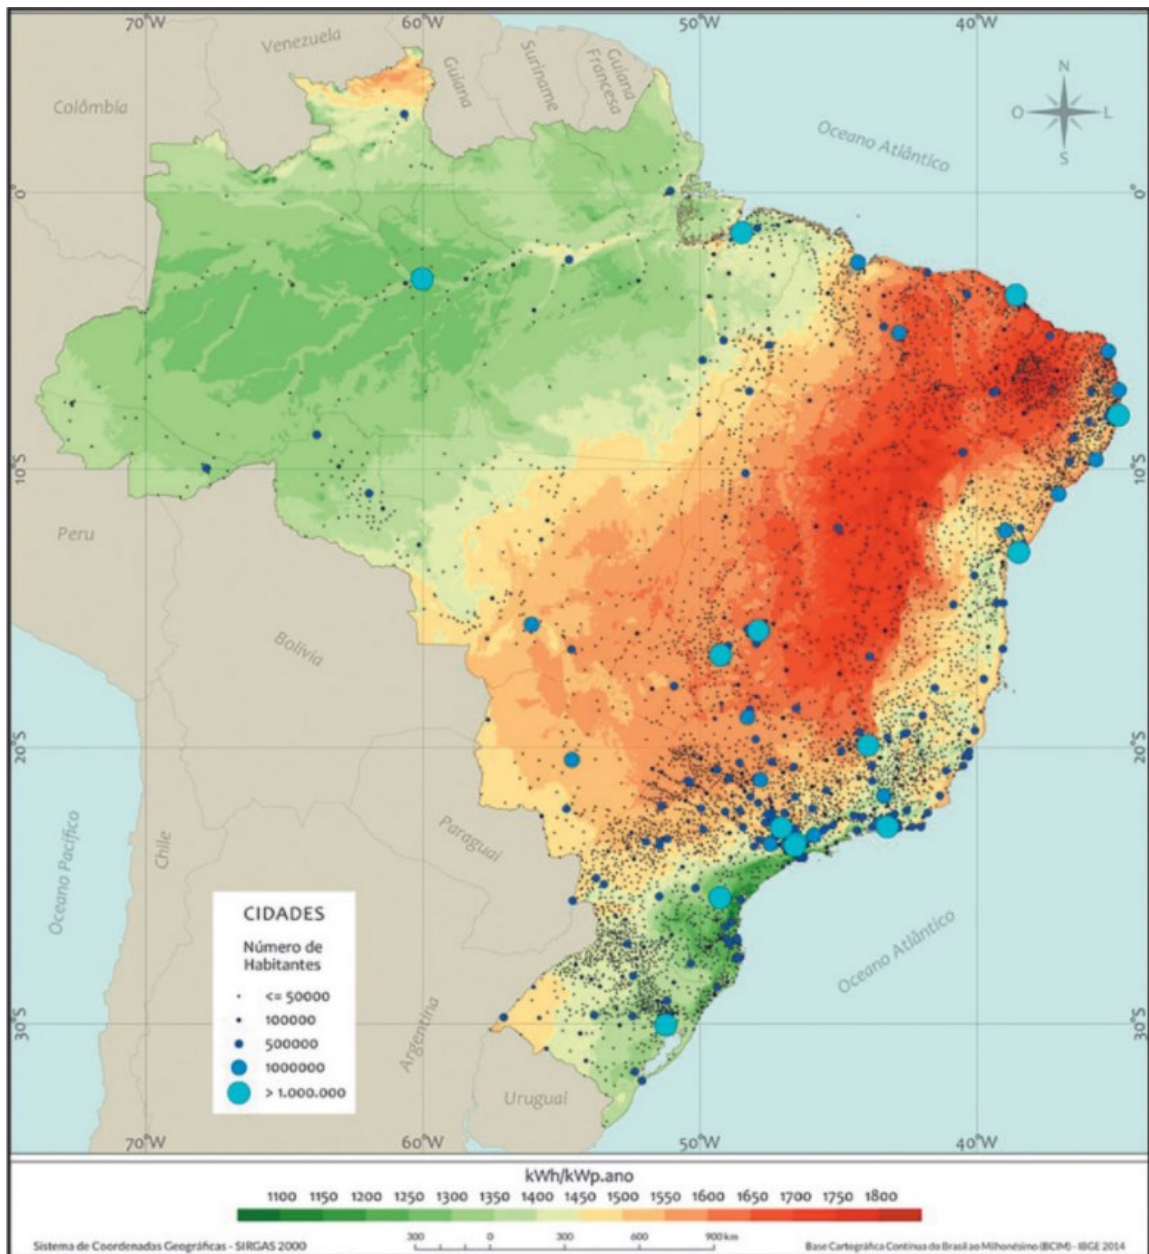 70°W 60°W 50°W 40°W
Venezuela
Guiana
Suriname
Guiana
Francesa
Colômbia
N
O L
S
Oceano Atlântico
0° 0°
10°S 10°S
Peru
Bolívia
20°S 20°S
Oceano Pacífico
Chile
Paraguai
Oceano Atlântico
CIDADES
Número de
Habitantes
<= 50000
100000
500000
1000000
> 1.000.000
Argentina
30°S 30°S
Uruguai
70°W 60°W 50°W 40°W
kWh/kWp.ano
1100 1150 1200 1250 1300 1350 1400 1450 1500 1550 1600 1650 1700 1750 1800
300 0 300 600 900 km
Sistema de Coordenadas Geográficas - SIRGAS 2000
Base Cartográfica Contínua do Brasil ao Milhonésimo (BCIM) - IBGE 2014